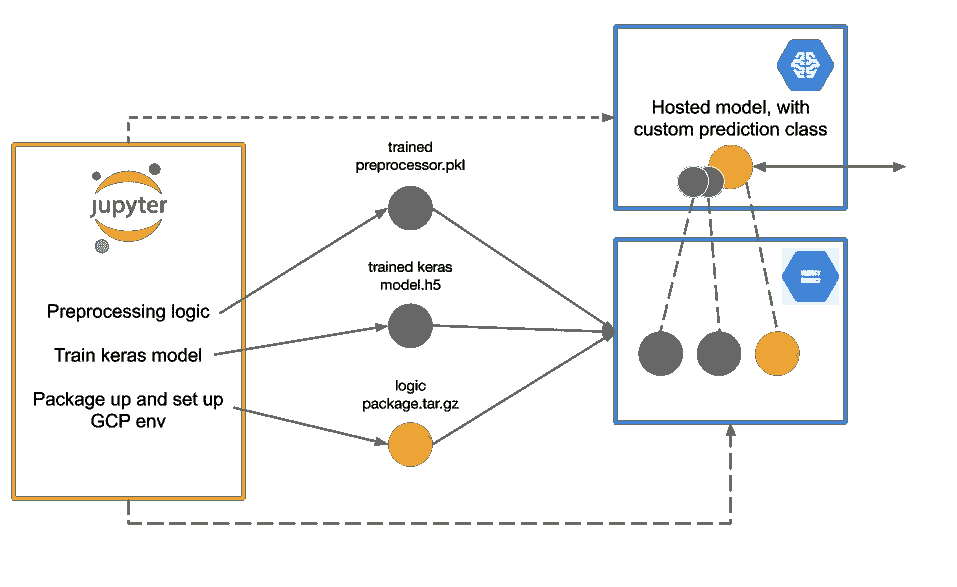 jupyter
Preprocessing logic
Train keras model
Package up and set up
GCP env
trained
preprocessor.pkl
trained keras
model.h5
logic
package.tar.gz
Hosted model, with
custom prediction class